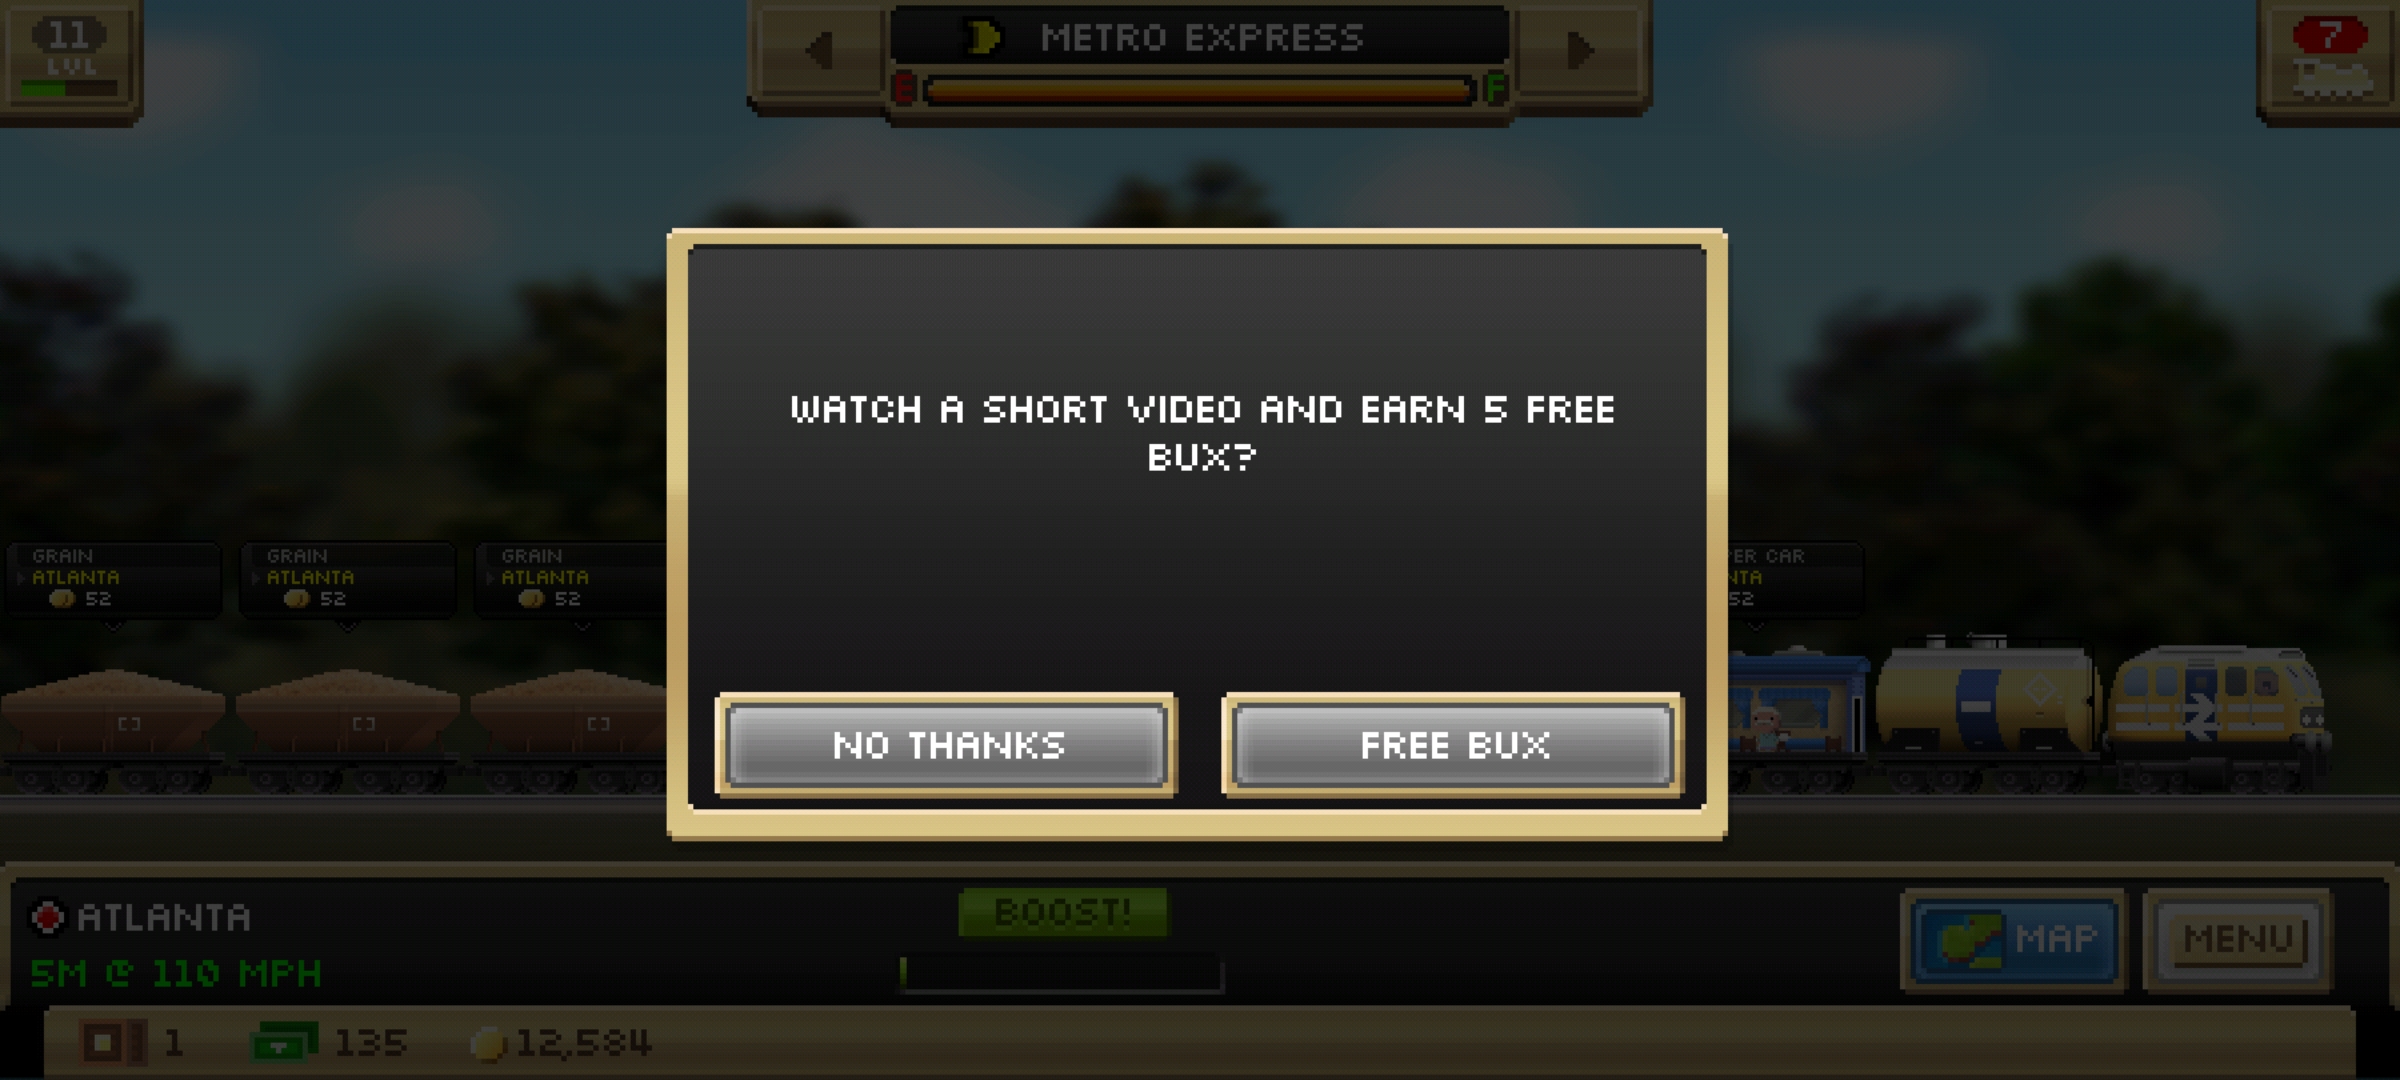 11
LVL
METRO EXPRESS
E F
7
WATCH A SHORT VIDEO AND EARN 5 FREE
BUX?
NO THANKS
FREE BUX
GRAIN
ATLANTA
52
GRAIN
ATLANTA
52
GRAIN
ATLANTA
52
PER CAR
NTA
52
ATLANTA
5M @ 110 MPH
BOOST!
MAP
MENU
1
135
12,584